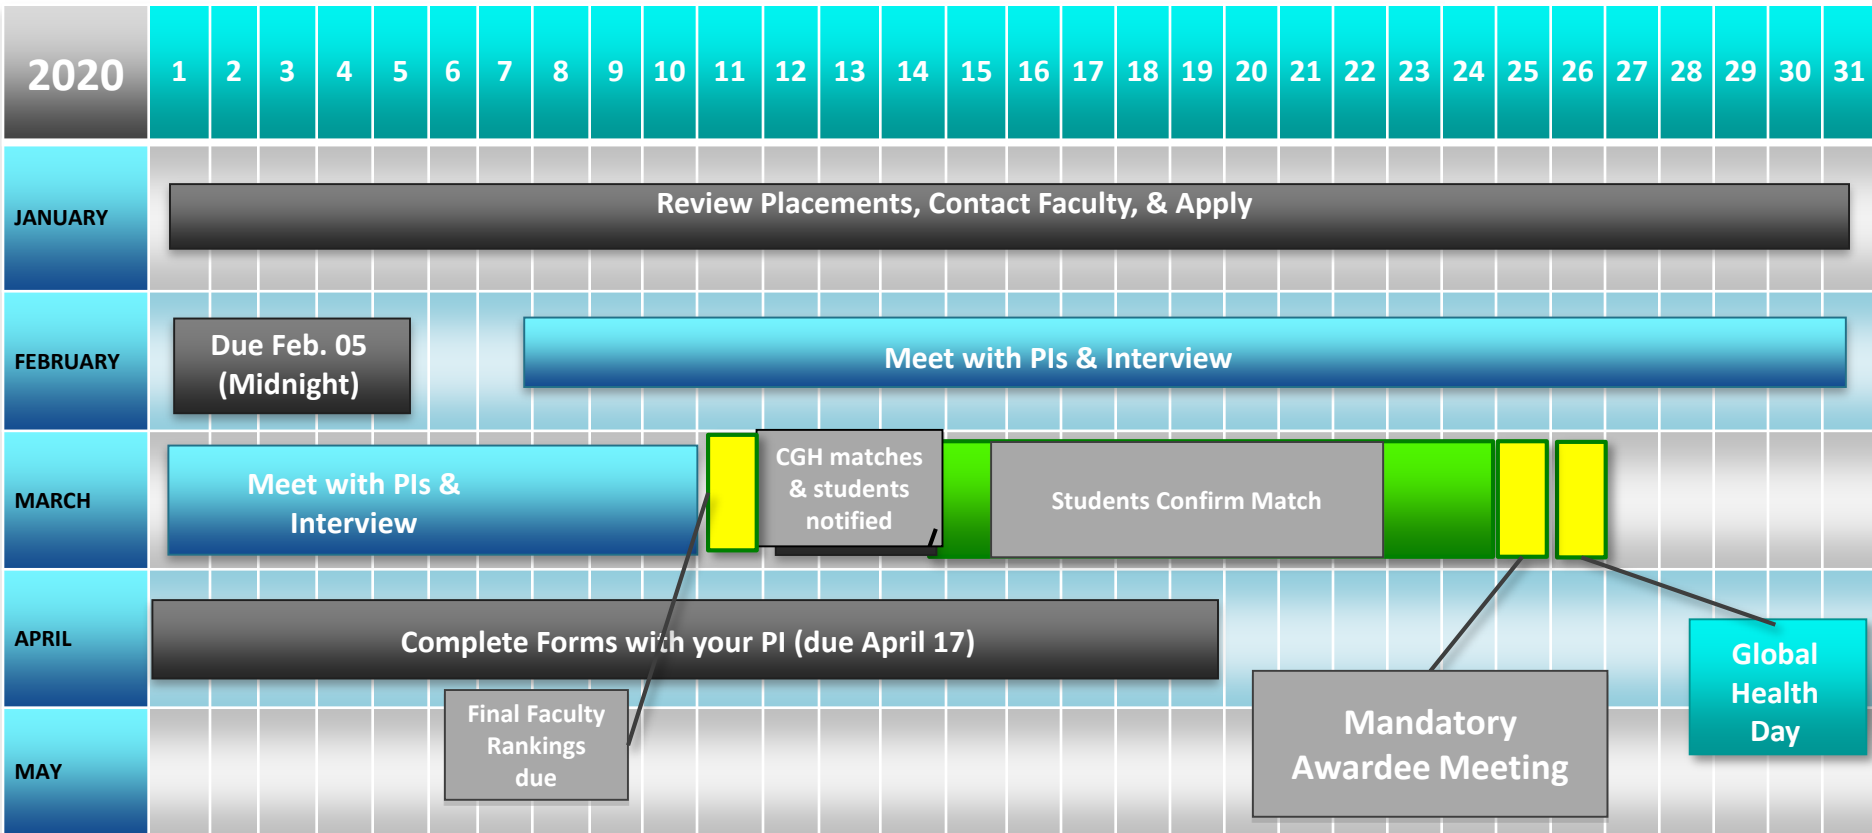 2020 1 2 3 4 5 6 7 8 9 10 11 12 13 14 15 16 17 18 19 20 21 22 23 24 25 26 27 28 29 30 31
JANUARY
Review Placements, Contact Faculty, & Apply
FEBRUARY
Due Feb. 05
(Midnight)
Meet with PIs & Interview
MARCH
Meet with PIs &
Interview
CGH matches
& students
notified
Students Confirm Match
APRIL
Complete Forms with your PI (due April 17)
Final Faculty
Rankings
due
Mandatory
Awardee Meeting
Global
Health
Day
MAY